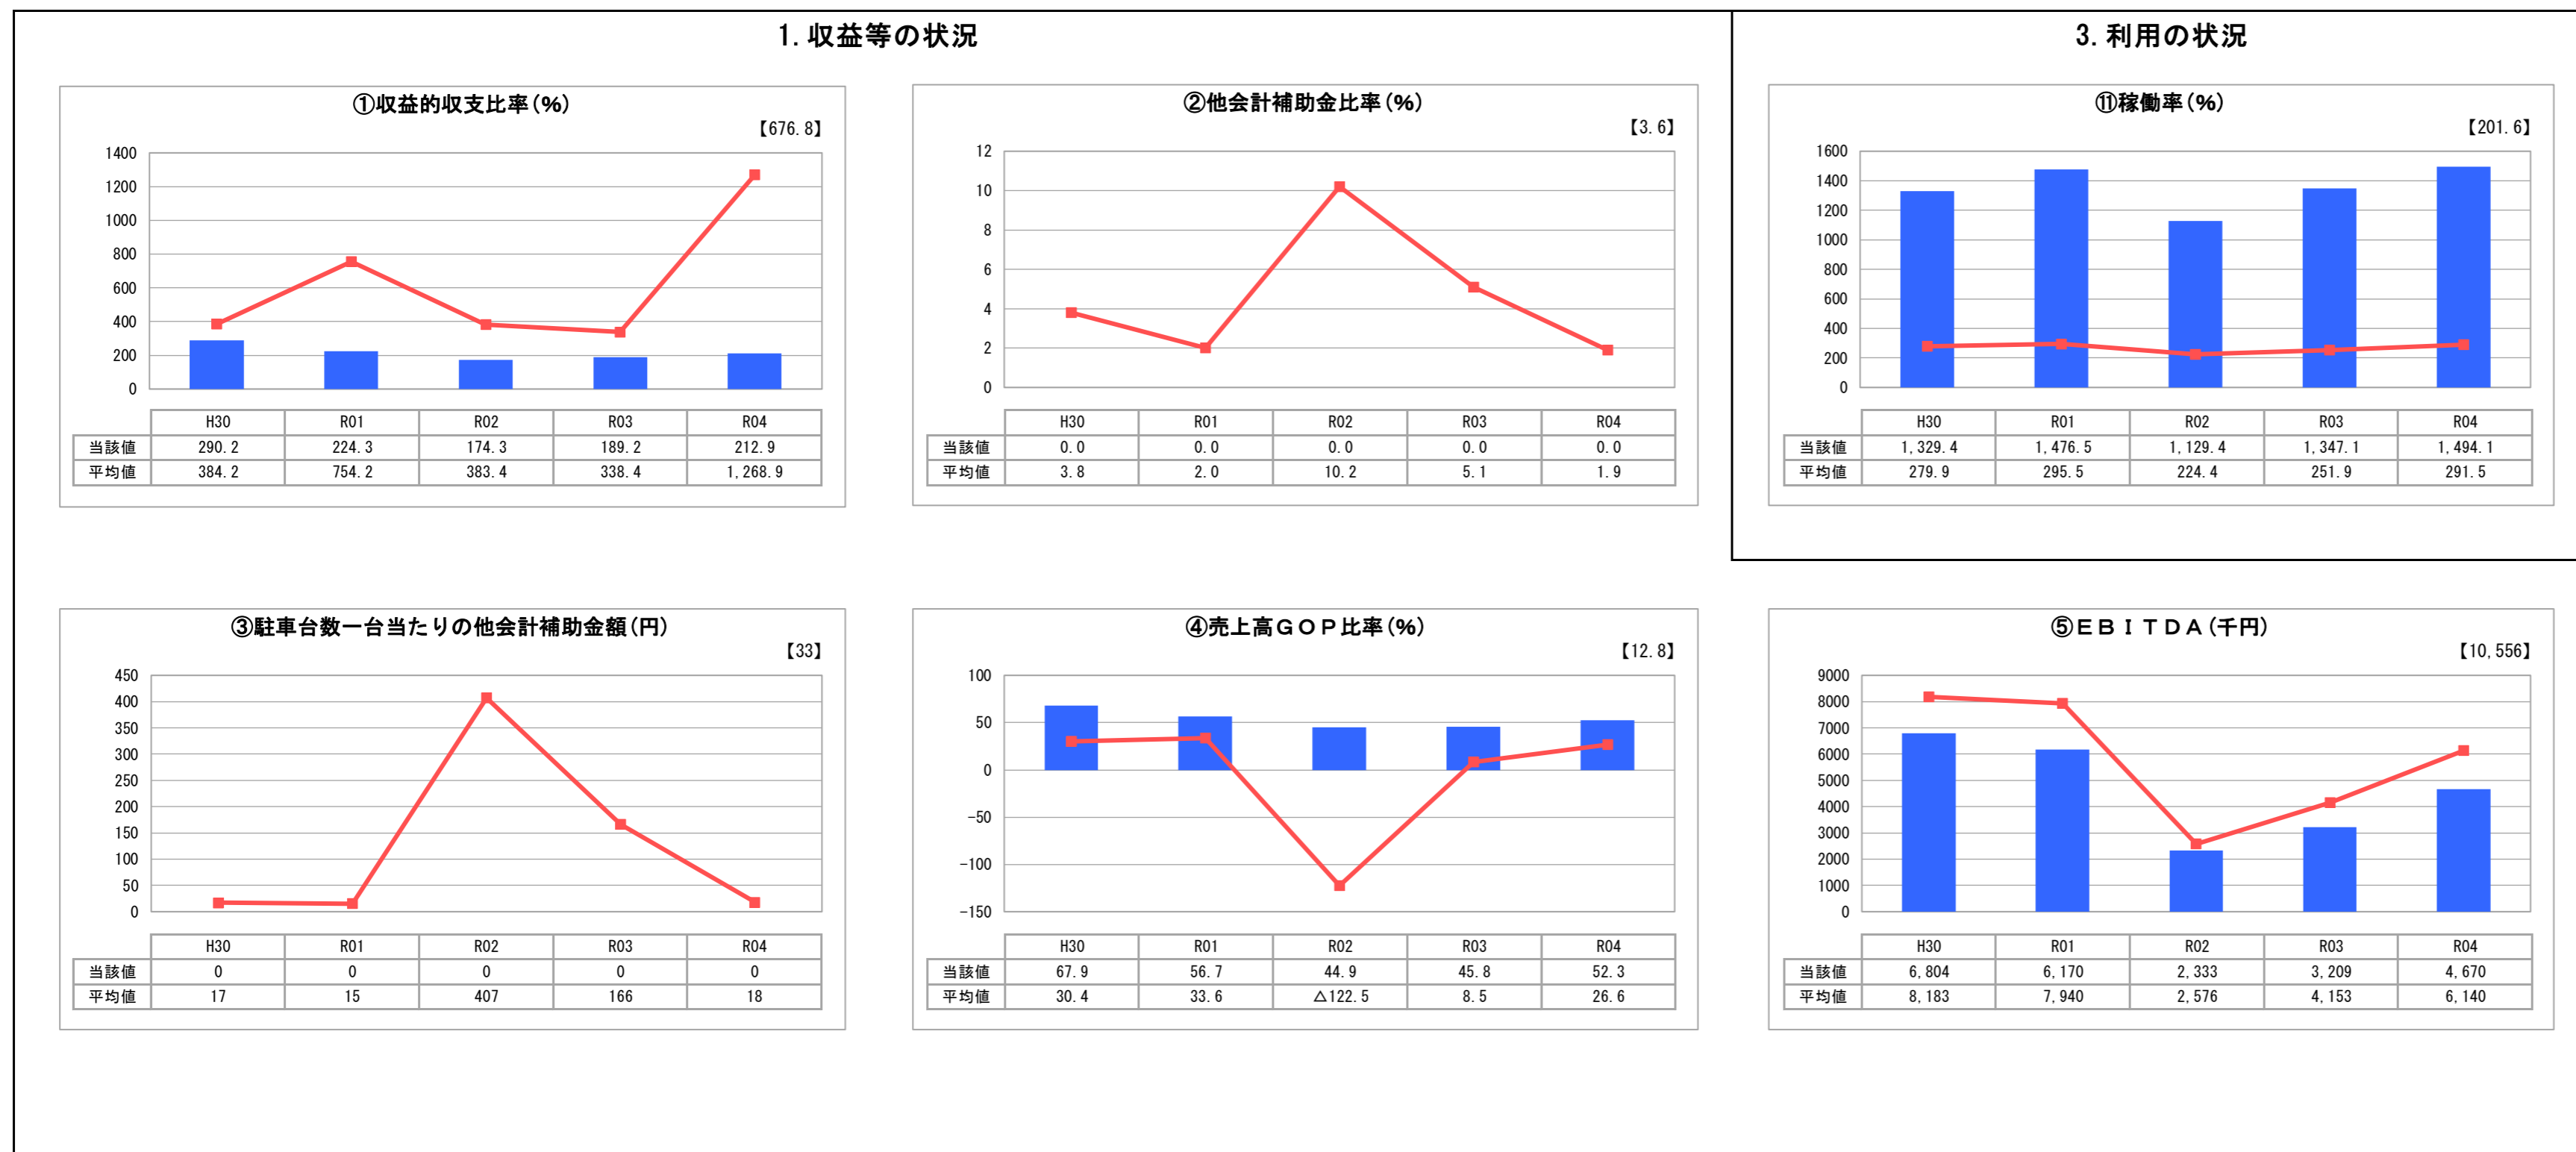 1. 収益等の状況
3. 利用の状況
①収益的収支比率(%)
【676.8】
1400
1200
1000
800
600
400
200
0
H30 R01 R02 R03 R04
当該値 290.2 224.3 174.3 189.2 212.9
平均値 384.2 754.2 383.4 338.4 1,268.9
②他会計補助金比率(%)
【3.6】
12
10
8
6
4
2
0
H30 R01 R02 R03 R04
当該値 0.0 0.0 0.0 0.0 0.0
平均値 3.8 2.0 10.2 5.1 1.9
⑪稼働率(%)
【201.6】
1600
1400
1200
1000
800
600
400
200
0
H30 R01 R02 R03 R04
当該値 1,329.4 1,476.5 1,129.4 1,347.1 1,494.1
平均値 279.9 295.5 224.4 251.9 291.5
③駐車台数一台当たりの他会計補助金額(円)
【33】
450
400
350
300
250
200
150
100
50
0
H30 R01 R02 R03 R04
当該値 0 0 0 0 0
平均値 17 15 407 166 18
④売上高ＧＯＰ比率(%)
【12.8】
100
50
0
-50
-100
-150
H30 R01 R02 R03 R04
当該値 67.9 56.7 44.9 45.8 52.3
平均値 30.4 33.6 △122.5 8.5 26.6
⑤ＥＢＩＴＤＡ(千円)
【10,556】
9000
8000
7000
6000
5000
4000
3000
2000
1000
0
H30 R01 R02 R03 R04
当該値 6,804 6,170 2,333 3,209 4,670
平均値 8,183 7,940 2,576 4,153 6,140